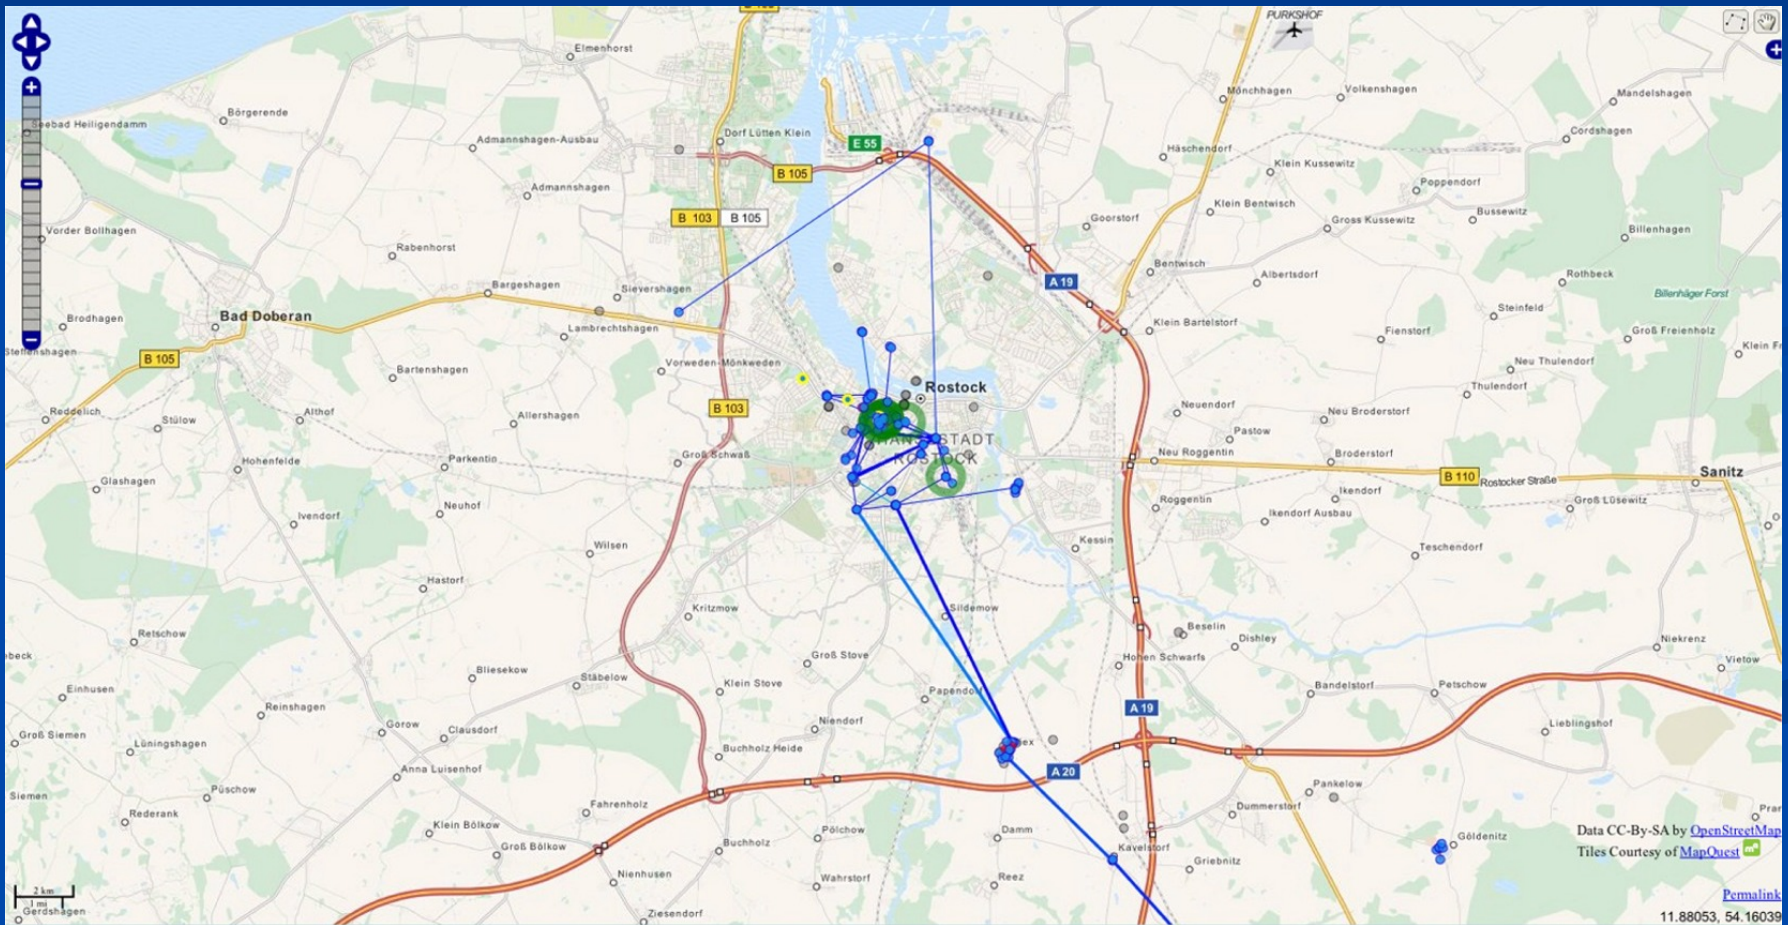 PURKSHOF
Elmenhorst
Mönchhagen
Volkenshagen
Mandelshagen
Börgerende
Seebad Heiligendamm
Admannshagen-Ausbau
Dorf Lütten Klein
E 55
Cordshagen
Häschendorf
Klein Kussewitz
B 105
Admannshagen
Poppendorf
B 103
B 105
Goorstorf
Klein Bentwisch
Gross Kussewitz
Bussewitz
Vorder Bollhagen
Rabenhorst
Billenhagen
Bentwisch
Albertsdorf
Rothbeck
A 19
Bargeshagen
Sievershagen
Billenhäger Forst
Bad Doberan
Brodhagen
Lambrechtshagen
Steinfeld
Klein Bartelstorf
Fienstorf
Groß Freienholz
Steffenshagen
B 105
Bartenshagen
Vorweden-Mönkweden
Neu Thulendorf
Rostock
Thulendorf
Reddelich
Stülow
Althof
Allershagen
B 103
Neuendorf
Neu Broderstorf
Pastow
HANSESTADT
ROSTOCK
Hohenfelde
Parkentin
Groß Schwaß
Neu Roggentin
Broderstorf
B 110
Rostocker Straße
Sanitz
Glashagen
Neuhof
Ivendorf
Roggentin
Ikendorf
Groß Lüsewitz
Ikendorf Ausbau
Wilsen
Kessin
Teschendorf
Hastorf
Kritzmow
Sildemow
Retschow
Beselin
Dishley
Niekrenz
beck
Groß Stove
Hohen Schwarfs
Vietow
Bliesekow
Stäbelow
Klein Stove
Papendorf
Bandelstorf
Petschow
Einhusen
Reinshagen
A 19
Niendorf
Gorow
Clausdorf
Lieblingshof
Groß Siemen
Lüningshagen
Buchholz Heide
Anna Luisenhof
A 20
Siemen
Püschow
Pankelow
Rederank
Fahrenholz
Dummerstorf
Klein Bölkow
Pölchow
Damm
Göldenitz
Data CC-By-SA by OpenStreetMap
Groß Bölkow
Buchholz
Kavelstorf
Griebnitz
Tiles Courtesy of MapQuest
Nienhusen
Wahrstorf
Reez
2 km
1 mi
Permalink
Gerdshagen
Ziesendorf
11.88053, 54.16039